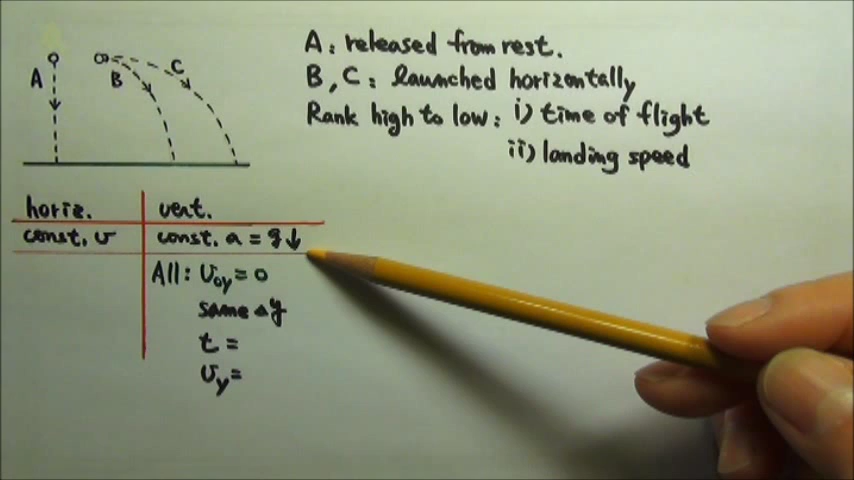 A: released from rest.
B, C: launched horizontally
Rank high to low: i) time of flight
ii) landing speed
A
B
C
horiz. vert.
const. v const. a = g↓
All: v₀y = 0
same Δy
t =
vy =